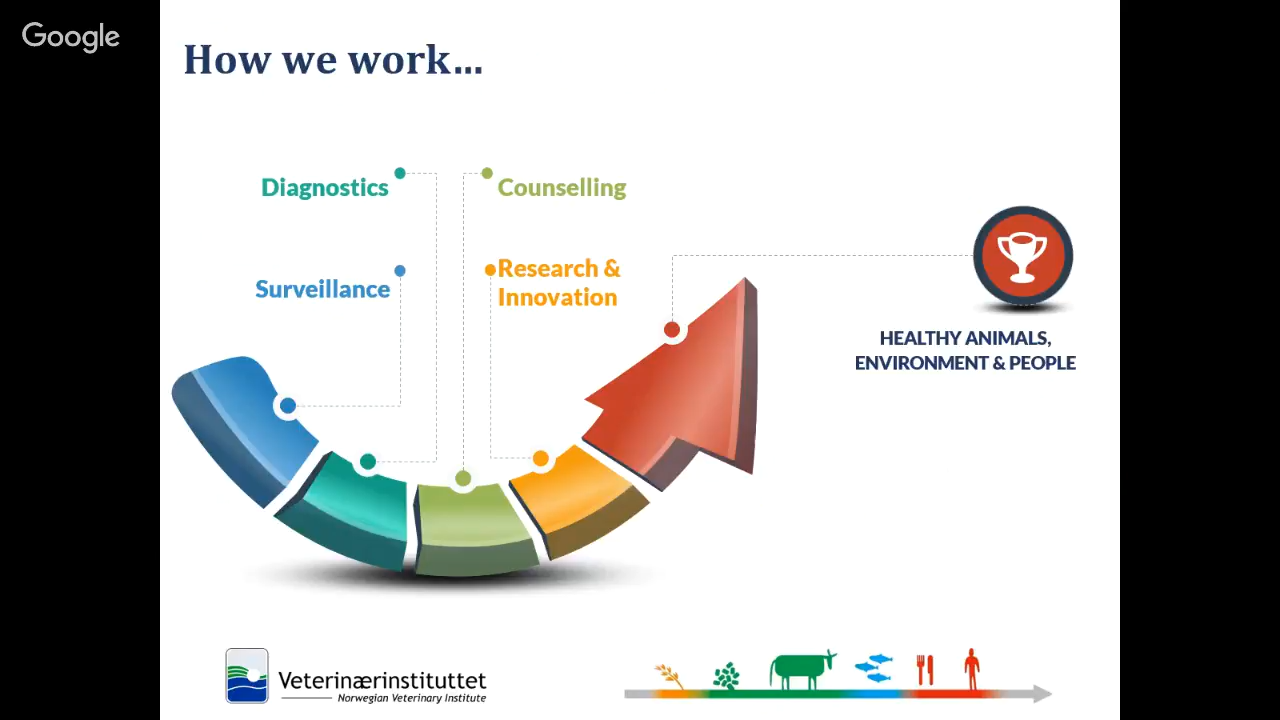 Google
How we work...
Diagnostics
Counselling
Surveillance
Research &
Innovation
HEALTHY ANIMALS,
ENVIRONMENT & PEOPLE
Veterinærinstituttet
Norwegian Veterinary Institute